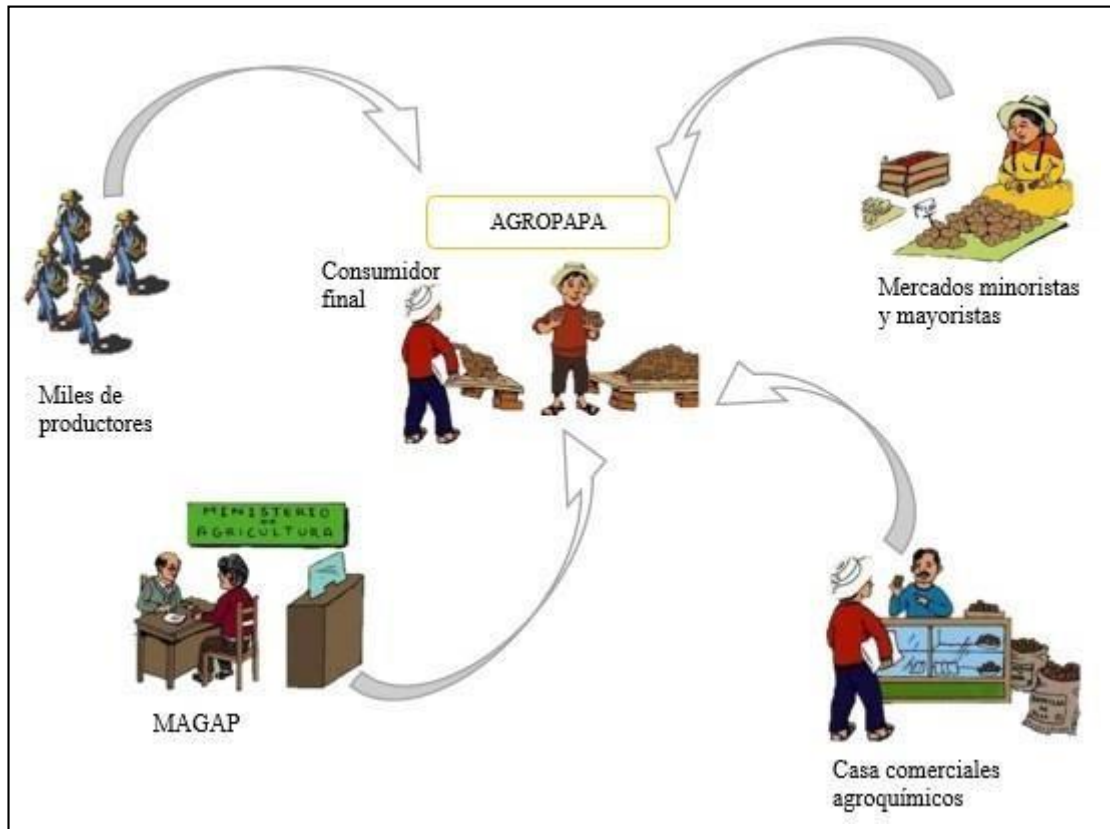 AGROPAPA
Consumidor
final
Mercados minoristas
y mayoristas
Miles de
productores
MINISTERIO
DE
AGRICULTURA
MAGAP
Casa comerciales
agroquímicos